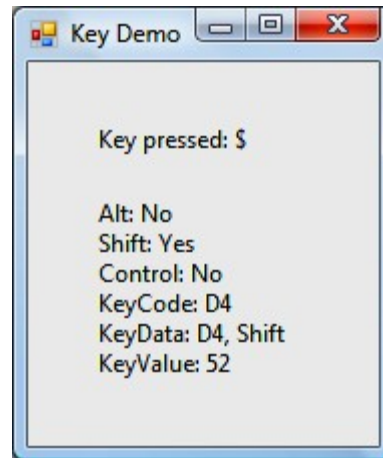 Key Demo
Key pressed: $
Alt: No
Shift: Yes
Control: No
KeyCode: D4
KeyData: D4, Shift
KeyValue: 52